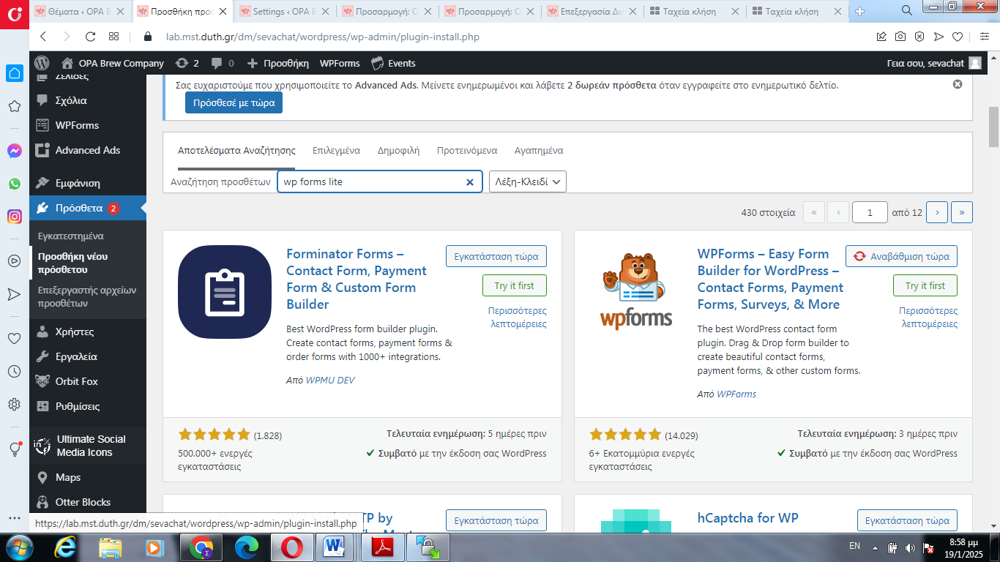 Θέματα ‹ OPA B
Προσθήκη προσ
Settings ‹ OPA B
Προσαρμογή: O
Προσαρμογή: O
Επεξεργασία Δι
Ταχεία κλήση
Ταχεία κλήση
lab.mst.duth.gr/dm/sevachat/wordpress/wp-admin/plugin-install.php
OPA Brew Company
2
0
Προσθήκη
WPForms
Events
Γεια σου, sevachat
Σελίδες
Σχόλια
WPForms
Advanced Ads
Εμφάνιση
Πρόσθετα 2
Εγκατεστημένα
Προσθήκη νέου
πρόσθετου
Επεξεργαστής αρχείων
προσθέτων
Χρήστες
Εργαλεία
Orbit Fox
Ρυθμίσεις
Ultimate Social
Media Icons
Maps
Otter Blocks
Σας ευχαριστούμε που χρησιμοποιείτε το Advanced Ads. Μείνετε ενημερωμένοι και λάβετε 2 δωρεάν πρόσθετα όταν εγγραφείτε στο ενημερωτικό δελτίο.
Πρόσθεσέ με τώρα
Αποτελέσματα Αναζήτησης
Επιλεγμένα
Δημοφιλή
Προτεινόμενα
Αγαπημένα
Αναζήτηση προσθέτων
wp forms lite
Λέξη-Κλειδί
430 στοιχεία
«
‹
1
από 12
›
»
Forminator Forms –
Contact Form, Payment
Form & Custom Form
Builder
Εγκατάσταση τώρα
Try it first
Περισσότερες
λεπτομέρειες
Best WordPress form builder plugin.
Create contact forms, payment forms &
order forms with 1000+ integrations.
Από WPMU DEV
(1.828)
500.000+ ενεργές
εγκαταστάσεις
Τελευταία ενημέρωση: 5 ημέρες πριν
Συμβατό με την έκδοση σας WordPress
wpforms
WPForms – Easy Form
Builder for WordPress –
Contact Forms, Payment
Forms, Surveys, & More
Αναβάθμιση τώρα
Try it first
Περισσότερες
λεπτομέρειες
The best WordPress contact form
plugin. Drag & Drop form builder to
create beautiful contact forms,
payment forms, & other custom forms.
Από WPForms
(14.029)
6+ Εκατομμύρια ενεργές
εγκαταστάσεις
Τελευταία ενημέρωση: 3 ημέρες πριν
Συμβατό με την έκδοση σας WordPress
TP by
Εγκατάσταση τώρα
hCaptcha for WP
Εγκατάσταση τώρα
https://lab.mst.duth.gr/dm/sevachat/wordpress/wp-admin/plugin-install.php
EN
8:58 μμ
19/1/2025